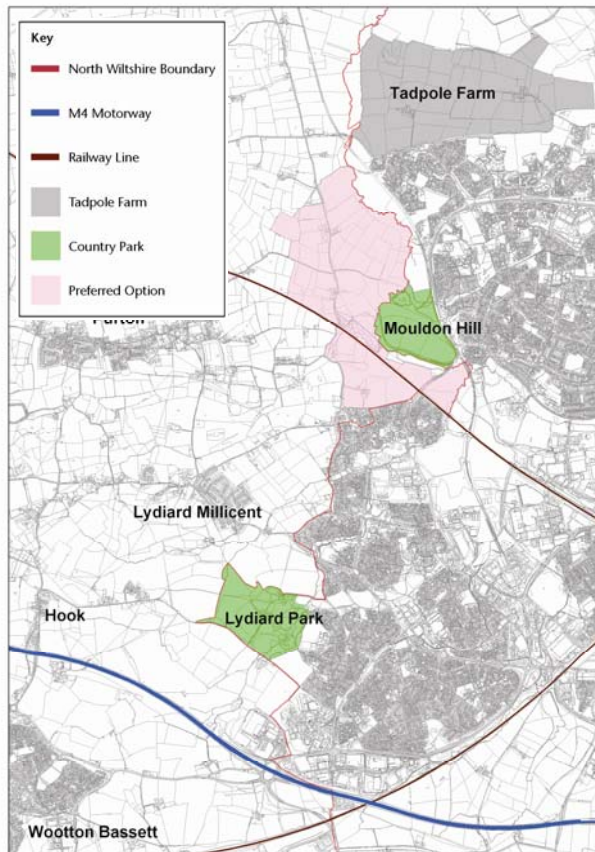 Key
North Wiltshire Boundary
M4 Motorway
Railway Line
Tadpole Farm
Country Park
Preferred Option
Tadpole Farm
Mouldon Hill
Lydiard Millicent
Lydiard Park
Hook
Wootton Bassett